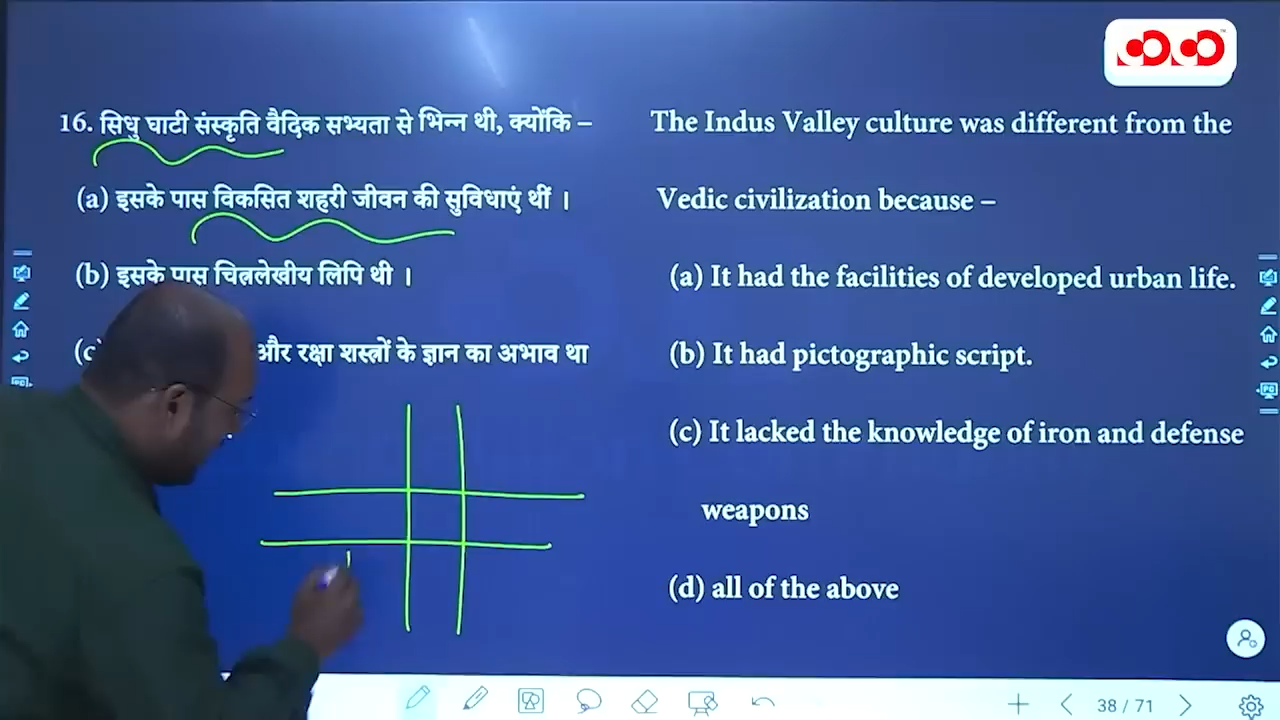 16. सिंधु घाटी संस्कृति वैदिक सभ्यता से भिन्न थी, क्योंकि –
(a) इसके पास विकसित शहरी जीवन की सुविधाएं थीं ।
(b) इसके पास चित्रलेखीय लिपि थी ।
(c और रक्षा शस्त्रों के ज्ञान का अभाव था
The Indus Valley culture was different from the
Vedic civilization because –
(a) It had the facilities of developed urban life.
(b) It had pictographic script.
(c) It lacked the knowledge of iron and defense
weapons
(d) all of the above
38 / 71